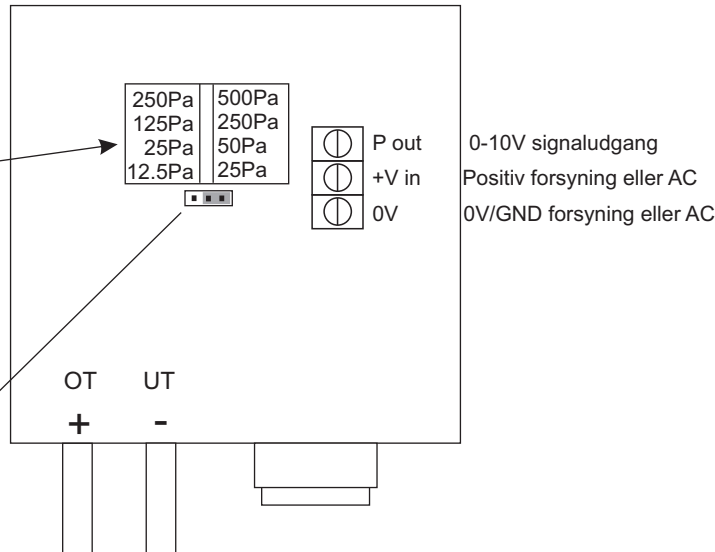 250Pa 500Pa
125Pa 250Pa
25Pa 50Pa
12.5Pa 25Pa
P out 0-10V signaludgang
+V in Positiv forsyning eller AC
0V 0V/GND forsyning eller AC
OT UT
+ -